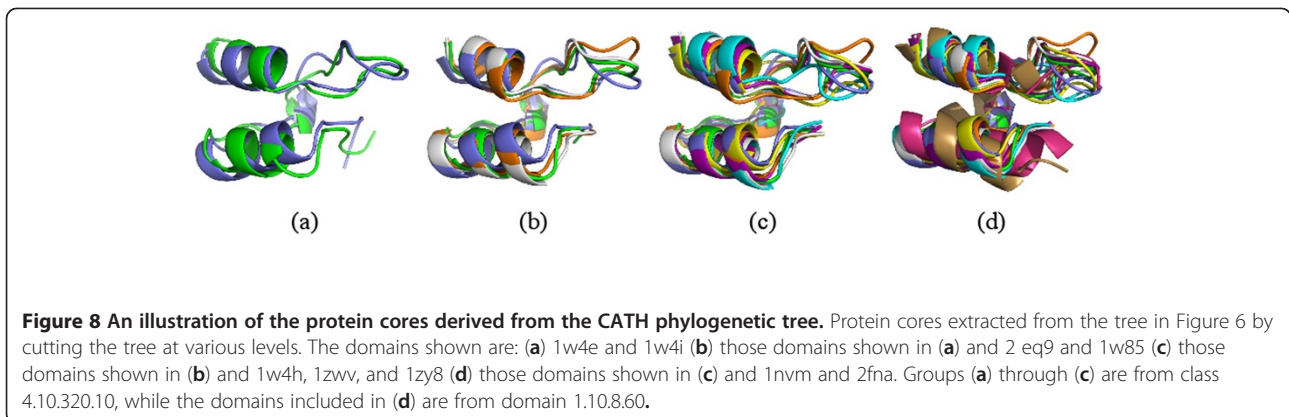 (a) (b) (c) (d)
Figure 8 An illustration of the protein cores derived from the CATH phylogenetic tree. Protein cores extracted from the tree in Figure 6 by
cutting the tree at various levels. The domains shown are: (a) 1w4e and 1w4i (b) those domains shown in (a) and 2 eq9 and 1w85 (c) those
domains shown in (b) and 1w4h, 1zwv, and 1zy8 (d) those domains shown in (c) and 1nvm and 2fna. Groups (a) through (c) are from class
4.10.320.10, while the domains included in (d) are from domain 1.10.8.60.